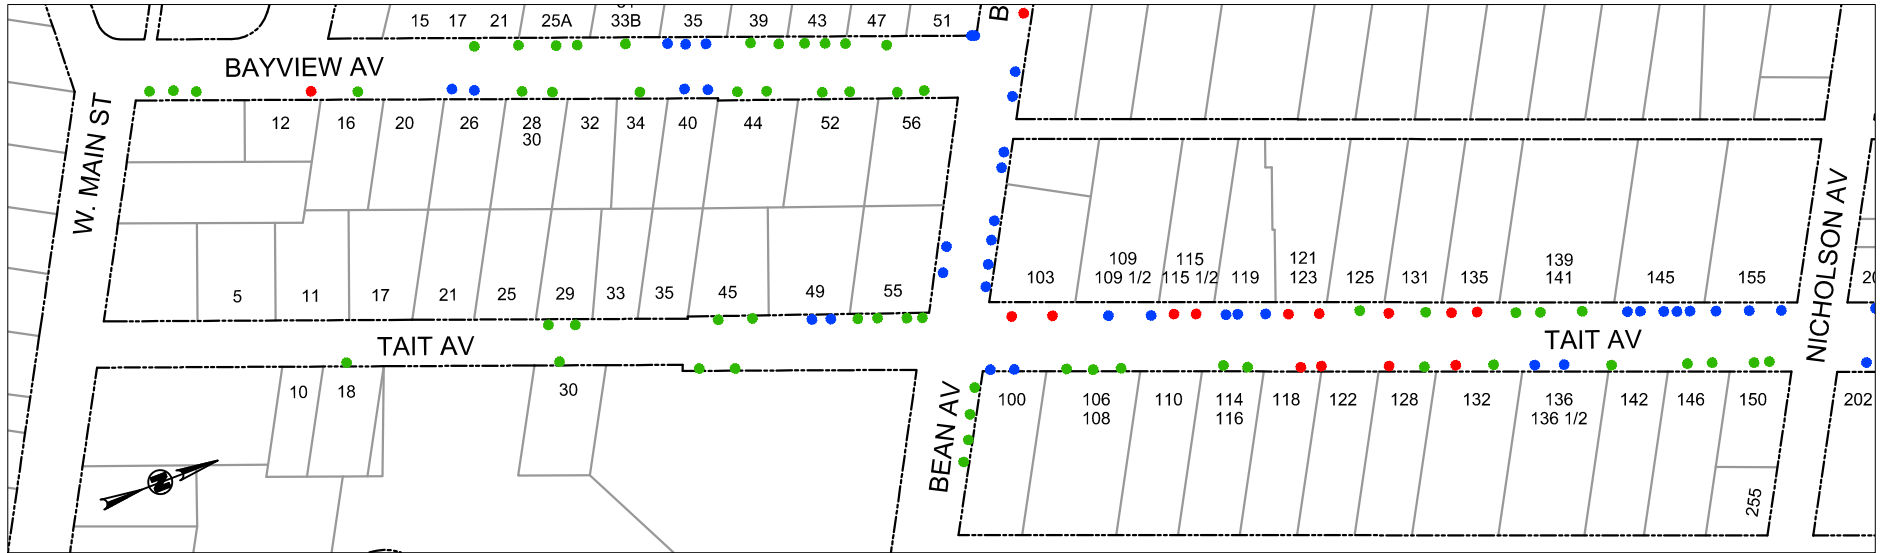 15 17 21 25A 33B 35 39 43 47 51
BAYVIEW AV
W. MAIN ST
12 16 20 26 28 32 34 40 44 52 56
30
5 11 17 21 25 29 33 35 45 49 55
TAIT AV
10 18 30
N
BEAN AV
109 115 121 139
103 109 1/2 115 1/2 119 123 125 131 135 141 145 155
TAIT AV
NICHOLSON AV
100 106 110 114 118 122 128 132 136 142 146 150 202
108 116 136 1/2
255